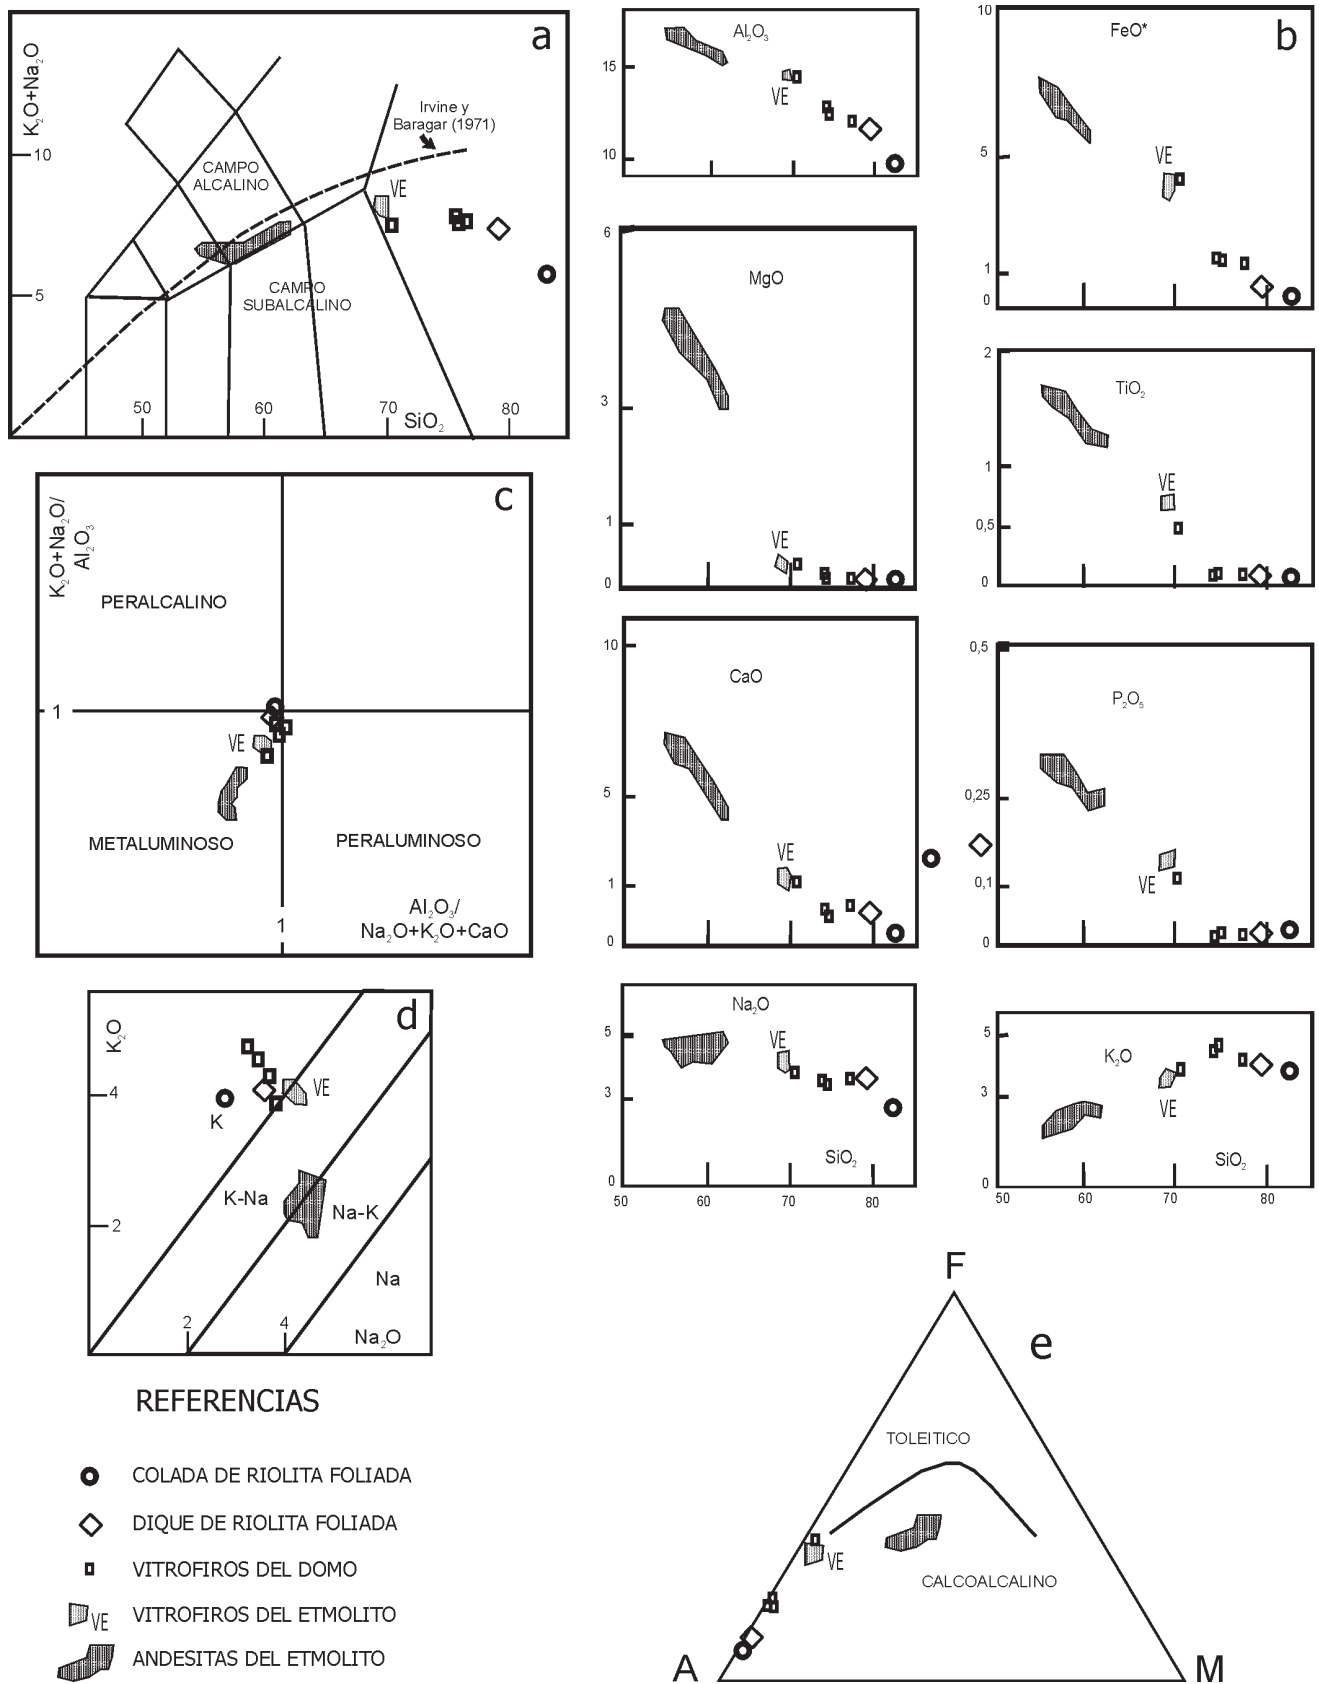 a
K₂O+Na₂O
10
5
Irvine y
Baragar (1971)
CAMPO
ALCALINO
VE
CAMPO
SUBALCALINO
50
60
70
80
SiO₂
Al₂O₃
15
10
VE
b
FeO*
10
5
1
0
VE
MgO
6
3
1
0
VE
TiO₂
2
1
0,5
0
VE
c
K₂O+Na₂O/
Al₂O₃
PERALCALINO
1
VE
METALUMINOSO
PERALUMINOSO
1
Al₂O₃/
Na₂O+K₂O+CaO
CaO
10
5
1
0
VE
P₂O₅
0,5
0,25
0,1
0
VE
d
K₂O
4
2
VE
K
K-Na
Na-K
Na
2
4
Na₂O
Na₂O
5
3
0
VE
SiO₂
50
60
70
80
K₂O
5
3
0
VE
SiO₂
50
60
70
80
REFERENCIAS
COLADA DE RIOLITA FOLIADA
DIQUE DE RIOLITA FOLIADA
VITROFIROS DEL DOMO
VE VITROFIROS DEL ETMOLITO
ANDESITAS DEL ETMOLITO
F
e
TOLEITICO
VE
CALCOALCALINO
A
M